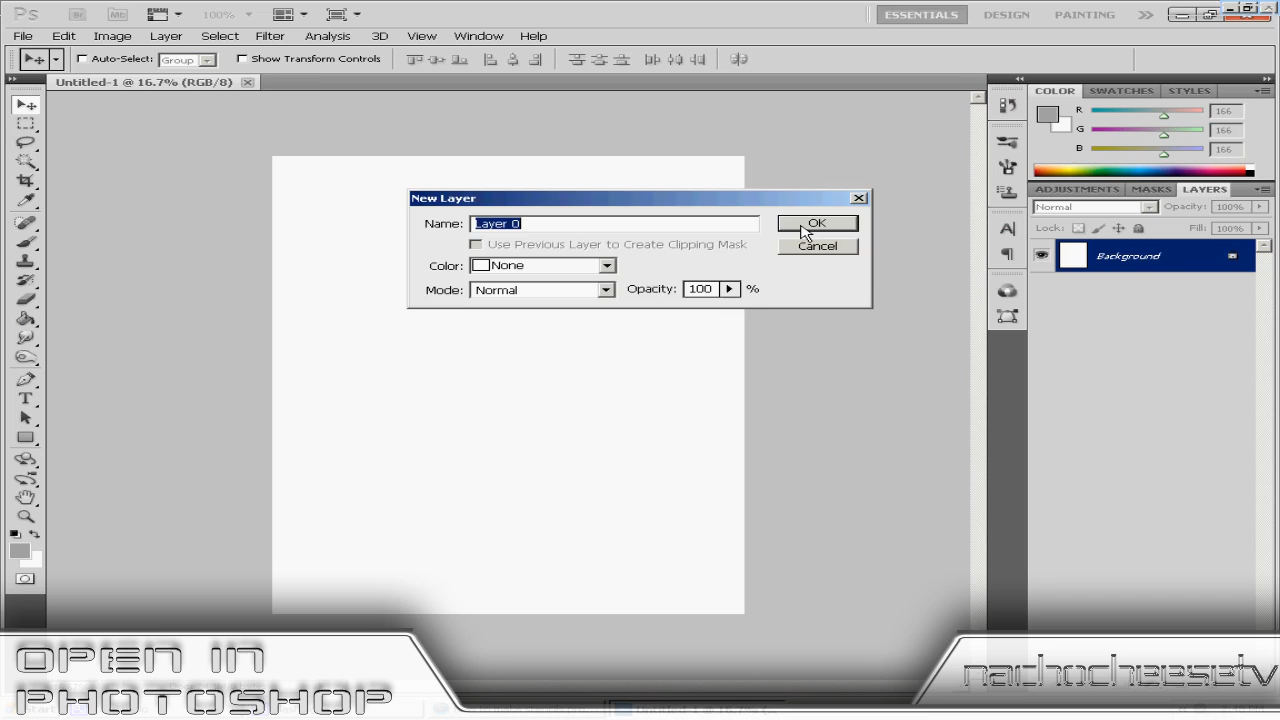 Ps Br Mb 100% ESSENTIALS DESIGN PAINTING >>
File Edit Image Layer Select Filter Analysis 3D View Window Help
Auto-Select: Group Show Transform Controls
Untitled-1 @ 16.7% (RGB/8)
COLOR SWATCHES STYLES
R 166
G 166
B 166
ADJUSTMENTS MASKS LAYERS
Normal Opacity: 100%
Lock: Fill: 100%
Background
New Layer
Name: Layer 0 OK
Use Previous Layer to Create Clipping Mask Cancel
Color: None
Mode: Normal Opacity: 100 %
OPEN IN
PHOTOSHOP
nachocheesetv